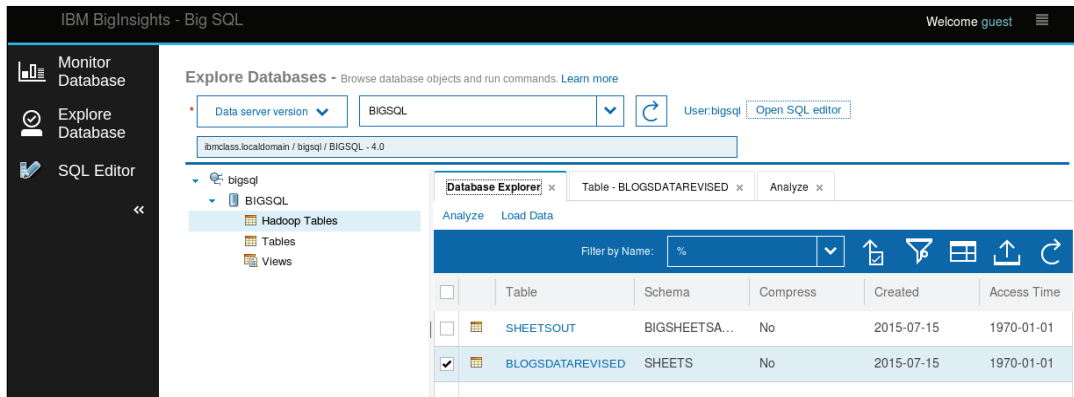 IBM BigInsights - Big SQL
Welcome guest
Monitor Database
Explore Database
SQL Editor
«
Explore Databases - Browse database objects and run commands. Learn more
* Data server version
BIGSQL
User:bigsql Open SQL editor
ibmclass.localdomain / bigsql / BIGSQL - 4.0
bigsql
BIGSQL
Hadoop Tables
Tables
Views
Database Explorer × Table - BLOGSDATAREVISED × Analyze ×
Analyze Load Data
Filter by Name: %
Table Schema Compress Created Access Time
SHEETSOUT BIGSHEETSA... No 2015-07-15 1970-01-01
BLOGSDATAREVISED SHEETS No 2015-07-15 1970-01-01